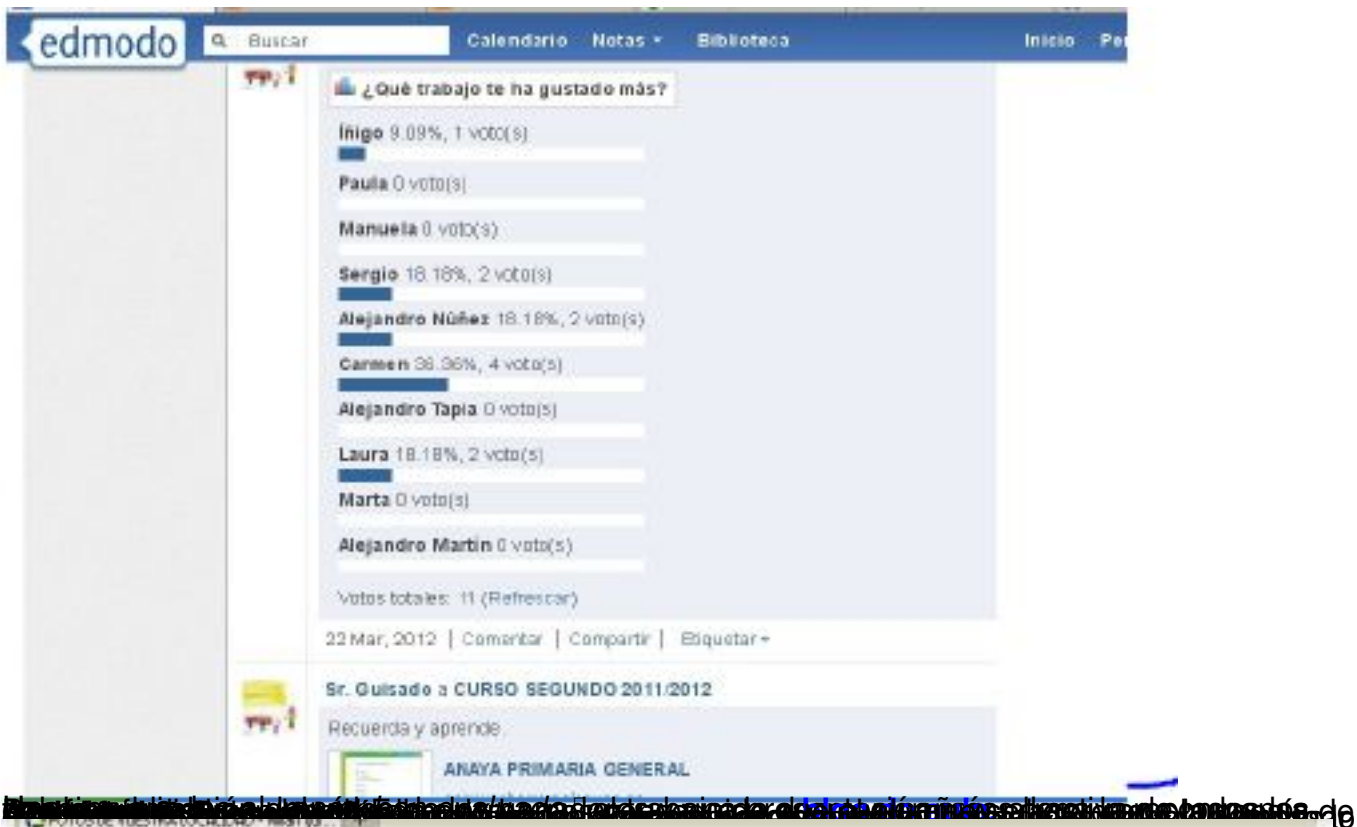 edmodo
Buscar
Calendario Notas Biblioteca Inicio
¿Qué trabajo te ha gustado más?
Íñigo 9.09%, 1 voto(s)
Paula 0 voto(s)
Manuela 0 voto(s)
Sergio 18.18%, 2 voto(s)
Alejandro Núñez 18.18%, 2 voto(s)
Carmen 36.36%, 4 voto(s)
Alejandro Tapia 0 voto(s)
Laura 18.18%, 2 voto(s)
Marta 0 voto(s)
Alejandro Martin 0 voto(s)
Votos totales: 11 (Refrescar)
22 Mar, 2012 | Comentar | Compartir | Etiquetar
Sr. Guisado a CURSO SEGUNDO 2011/2012
Recuerda y aprende.
ANAYA PRIMARIA GENERAL